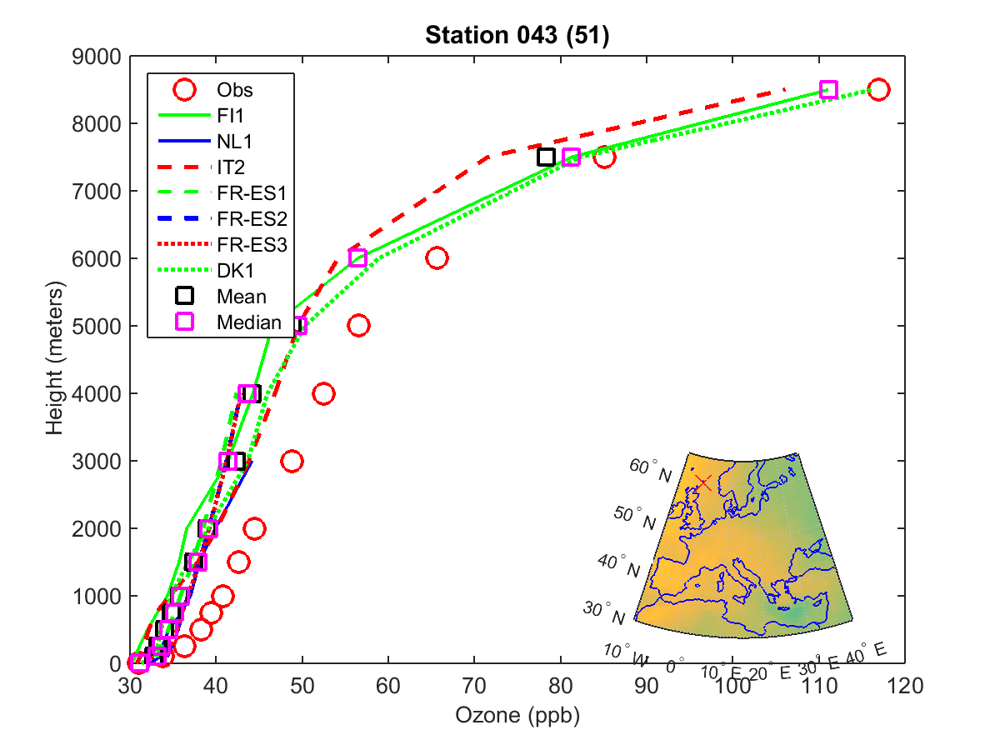 Station 043 (51)
9000
8000
7000
6000
5000
4000
3000
2000
1000
0
Height (meters)
Obs
FI1
NL1
IT2
FR-ES1
FR-ES2
FR-ES3
DK1
Mean
Median
60° N
50° N
40° N
30° N
10° W
0°
10° E
20° E
30° E
40° E
30 40 50 60 70 80 90 100 110 120
Ozone (ppb)